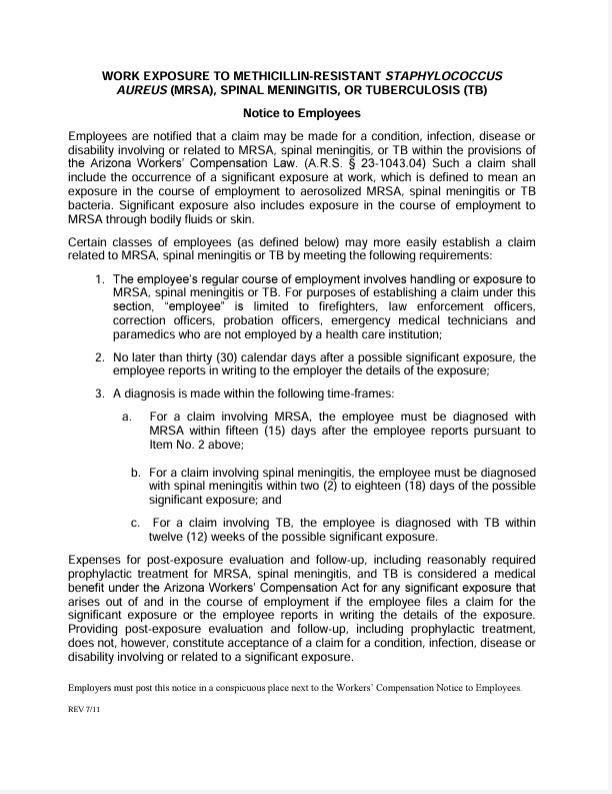 WORK EXPOSURE TO METHICILLIN-RESISTANT STAPHYLOCOCCUS
AUREUS (MRSA), SPINAL MENINGITIS, OR TUBERCULOSIS (TB)
Notice to Employees
Employees are notified that a claim may be made for a condition, infection, disease or
disability involving or related to MRSA, spinal meningitis, or TB within the provisions of
the Arizona Workers' Compensation Law. (A.R.S. § 23-1043.04) Such a claim shall
include the occurrence of a significant exposure at work, which is defined to mean an
exposure in the course of employment to aerosolized MRSA, spinal meningitis or TB
bacteria. Significant exposure also includes exposure in the course of employment to
MRSA through bodily fluids or skin.
Certain classes of employees (as defined below) may more easily establish a claim
related to MRSA, spinal meningitis or TB by meeting the following requirements:
1. The employee's regular course of employment involves handling or exposure to
MRSA, spinal meningitis or TB. For purposes of establishing a claim under this
section, "employee" is limited to firefighters, law enforcement officers,
correction officers, probation officers, emergency medical technicians and
paramedics who are not employed by a health care institution;
2. No later than thirty (30) calendar days after a possible significant exposure, the
employee reports in writing to the employer the details of the exposure;
3. A diagnosis is made within the following time-frames:
a. For a claim involving MRSA, the employee must be diagnosed with
MRSA within fifteen (15) days after the employee reports pursuant to
Item No. 2 above;
b. For a claim involving spinal meningitis, the employee must be diagnosed
with spinal meningitis within two (2) to eighteen (18) days of the possible
significant exposure; and
c. For a claim involving TB, the employee is diagnosed with TB within
twelve (12) weeks of the possible significant exposure.
Expenses for post-exposure evaluation and follow-up, including reasonably required
prophylactic treatment for MRSA, spinal meningitis, and TB is considered a medical
benefit under the Arizona Workers' Compensation Act for any significant exposure that
arises out of and in the course of employment if the employee files a claim for the
significant exposure or the employee reports in writing the details of the exposure.
Providing post-exposure evaluation and follow-up, including prophylactic treatment,
does not, however, constitute acceptance of a claim for a condition, infection, disease or
disability involving or related to a significant exposure.
Employers must post this notice in a conspicuous place next to the Workers' Compensation Notice to Employees.
REV 7/11